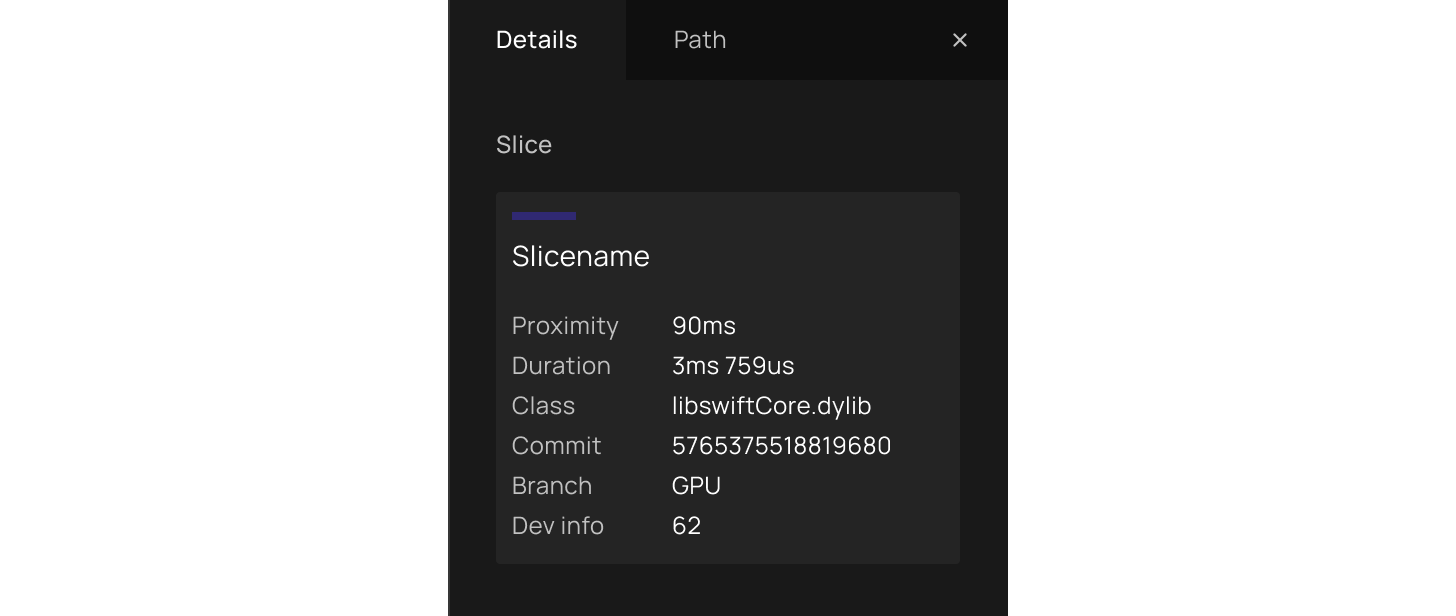 Details Path ×
Slice
Slicename
Proximity 90ms
Duration 3ms 759us
Class libswiftCore.dylib
Commit 5765375518819680
Branch GPU
Dev info 62